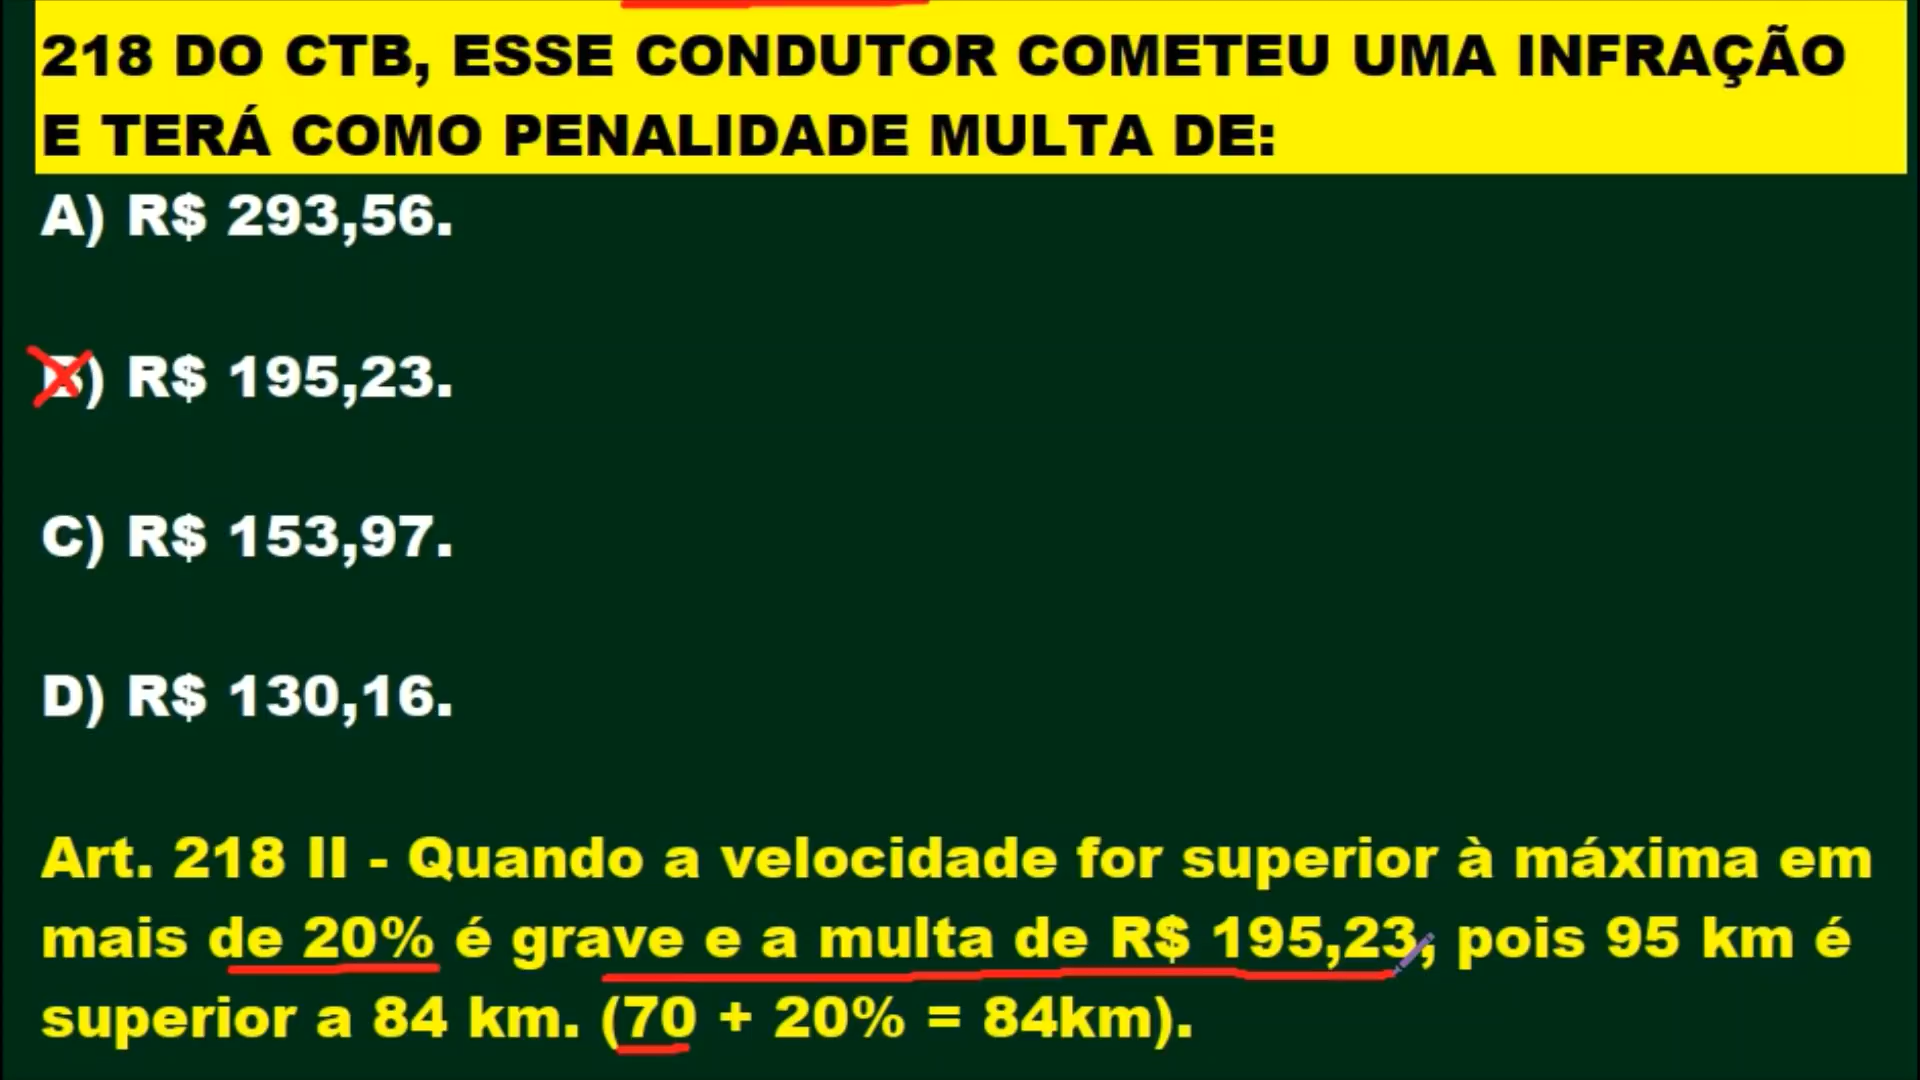 218 DO CTB, ESSE CONDUTOR COMETEU UMA INFRAÇÃO
E TERÁ COMO PENALIDADE MULTA DE:
A) R$ 293,56.
B) R$ 195,23.
C) R$ 153,97.
D) R$ 130,16.
Art. 218 II - Quando a velocidade for superior à máxima em
mais de 20% é grave e a multa de R$ 195,23, pois 95 km é
superior a 84 km. (70 + 20% = 84km).